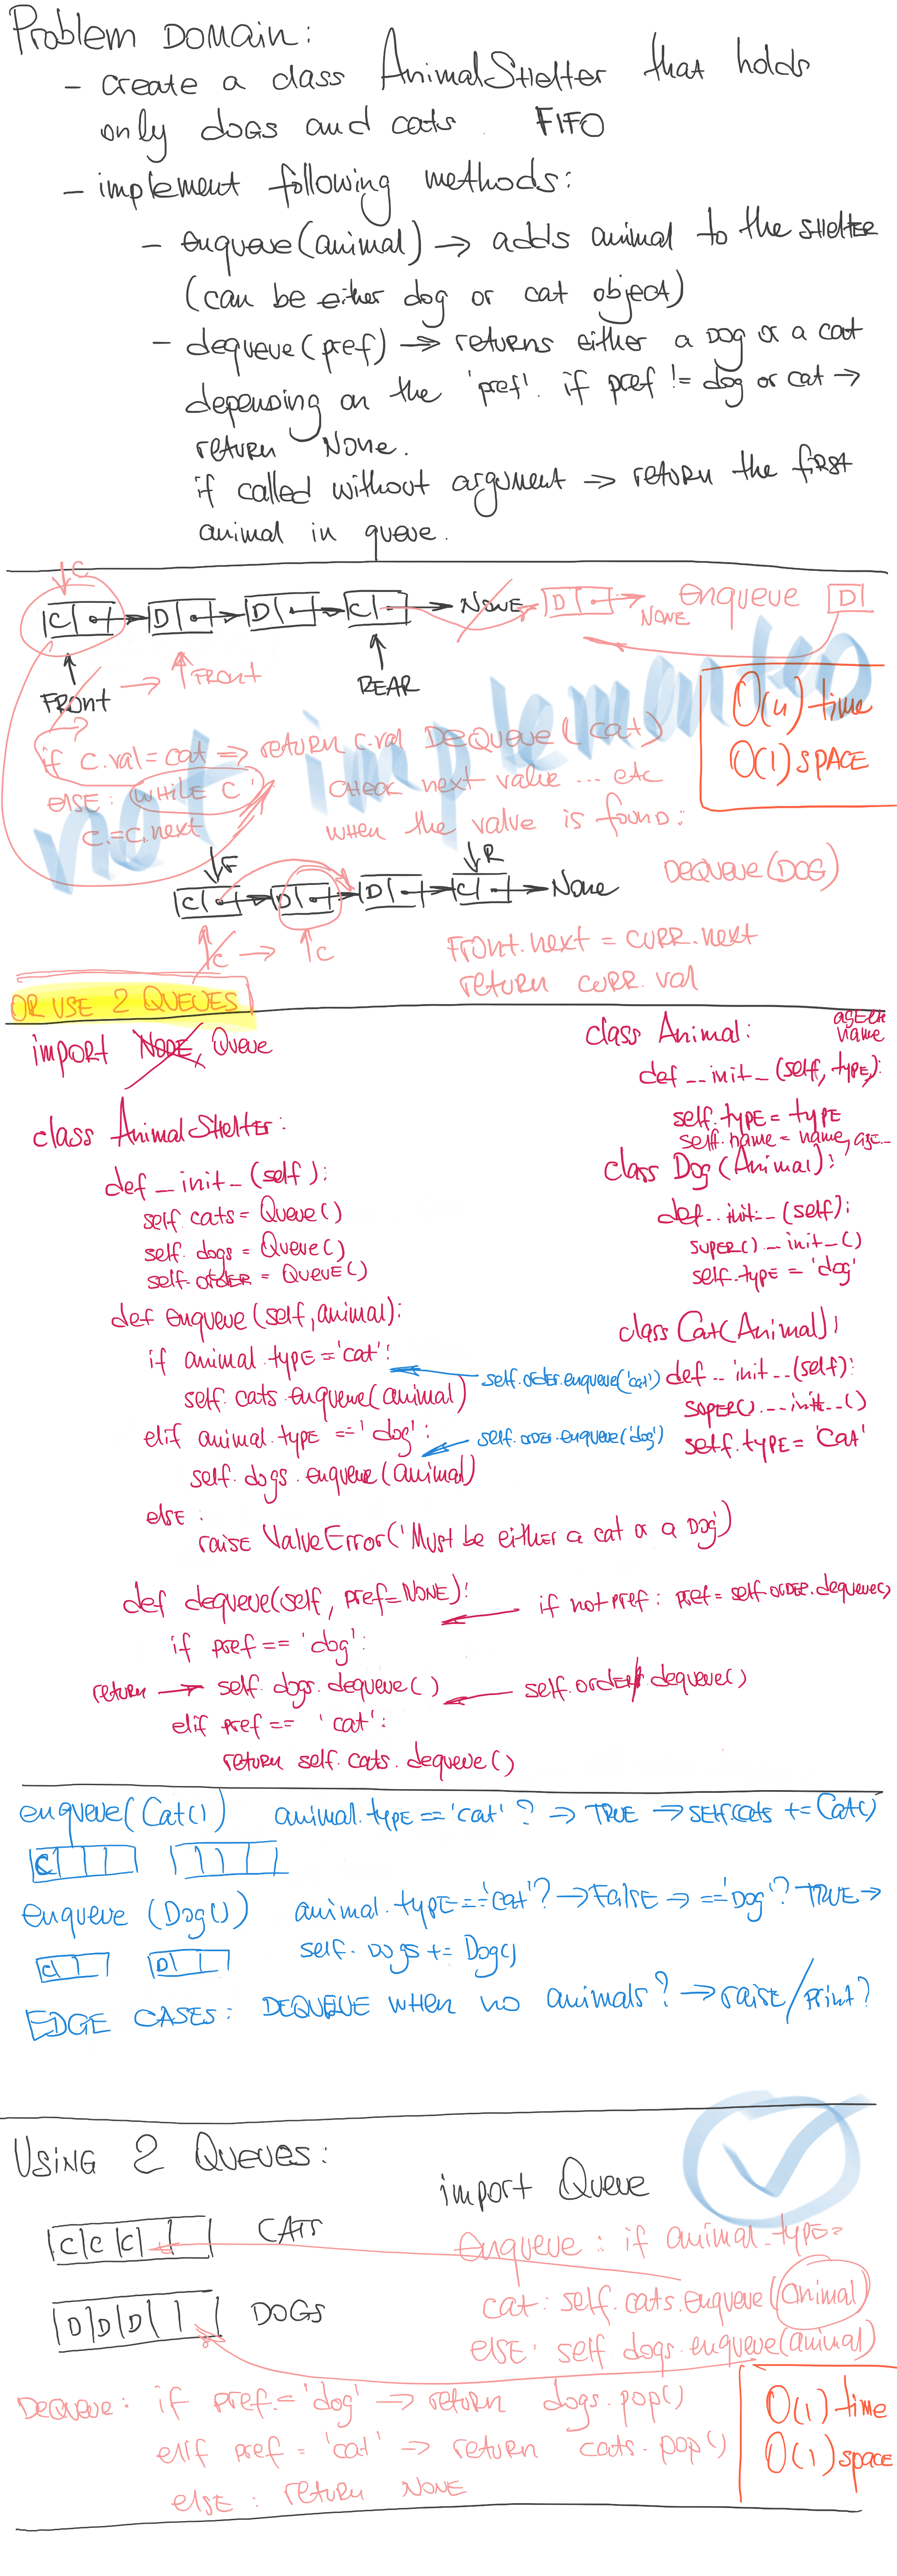 Problem Domain:
- create a class AnimalShelter that holds
only dogs and cats. FIFO
- implement following methods:
- enqueue(animal) → adds animal to the shelter
(can be either dog or cat object)
- dequeue(pref) → returns either a dog or a cat
depending on the 'pref'. if pref != dog or cat →
return None.
if called without argument → return the first
animal in queue.
C
C D D C → None D → None enqueue D
Front → Front Rear
not implemented
O(n) time
O(1) space
if c.val = cat → return c.val Dequeue(cat)
else: while c: check next value ... etc
c = c.next when the value is found:
F R
C D D C → None Dequeue(DOG)
c → c
Front.next = curr.next
return curr.val
OR USE 2 QUEUES
import Node, Queue
class AnimalShelter:
def _init_(self):
self.cats = Queue()
self.dogs = Queue()
self.order = Queue()
def enqueue(self, animal):
if animal.type = 'cat':
self.order.enqueue('cat')
self.cats.enqueue(animal)
elif animal.type == 'dog':
self.order.enqueue('dog')
self.dogs.enqueue(animal)
else:
raise ValueError('Must be either a cat or a Dog')
def dequeue(self, pref=None):
if not pref: pref = self.order.dequeue()
if pref == 'dog':
return → self.dogs.dequeue()
self.order dequeue()
elif pref == 'cat':
return self.cats.dequeue()
class Animal:
name
def __init_(self, type):
self.type = type
self.name = name, age..
class Dog(Animal):
def__init__(self):
super()._init_()
self.type = 'dog'
class Cat(Animal):
def__init__(self):
super().__init__()
self.type = 'cat'
enqueue(Cat()) animal.type == 'cat'? → TRUE → self.cats += Cat()
C
enqueue(Dog()) animal.type == 'cat'? → False → == 'Dog'? TRUE →
C D self.Dogs += Dog()
EDGE CASES: DEQUEUE when no animals? → raise/print?
Using 2 Queues:
import Queue
C C C CATS
Enqueue: if animal.type =
cat: self.cats.enqueue(animal)
D D D DOGS
else: self.dogs.enqueue(animal)
Dequeue: if pref = 'dog' → return dogs.pop()
elif pref = 'cat' → return cats.pop()
else: return None
O(1) time
O(1) space